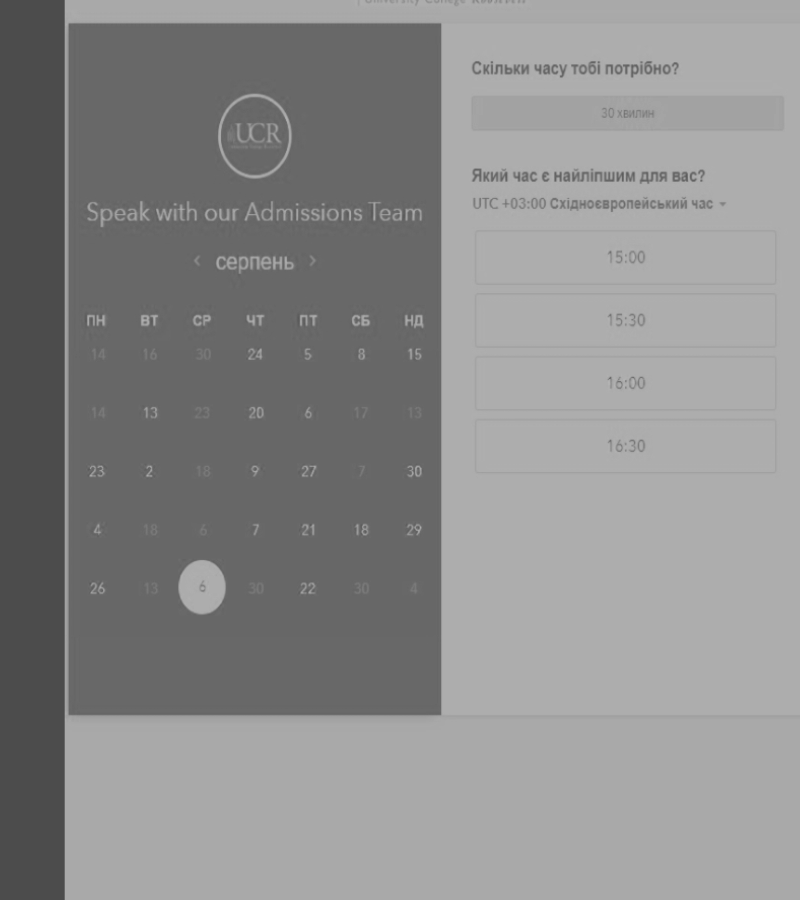 University College
UCR
Speak with our Admissions Team
‹ серпень ›
ПН ВТ СР ЧТ ПТ СБ НД
14 16 30 24 5 8 15
14 13 23 20 6 17 13
23 2 18 9 27 7 30
4 18 6 7 21 18 29
26 13 6 30 22 30 4
Скільки часу тобі потрібно?
30 хвилин
Який час є найліпшим для вас?
UTC +03:00 Східноєвропейський час
15:00
15:30
16:00
16:30